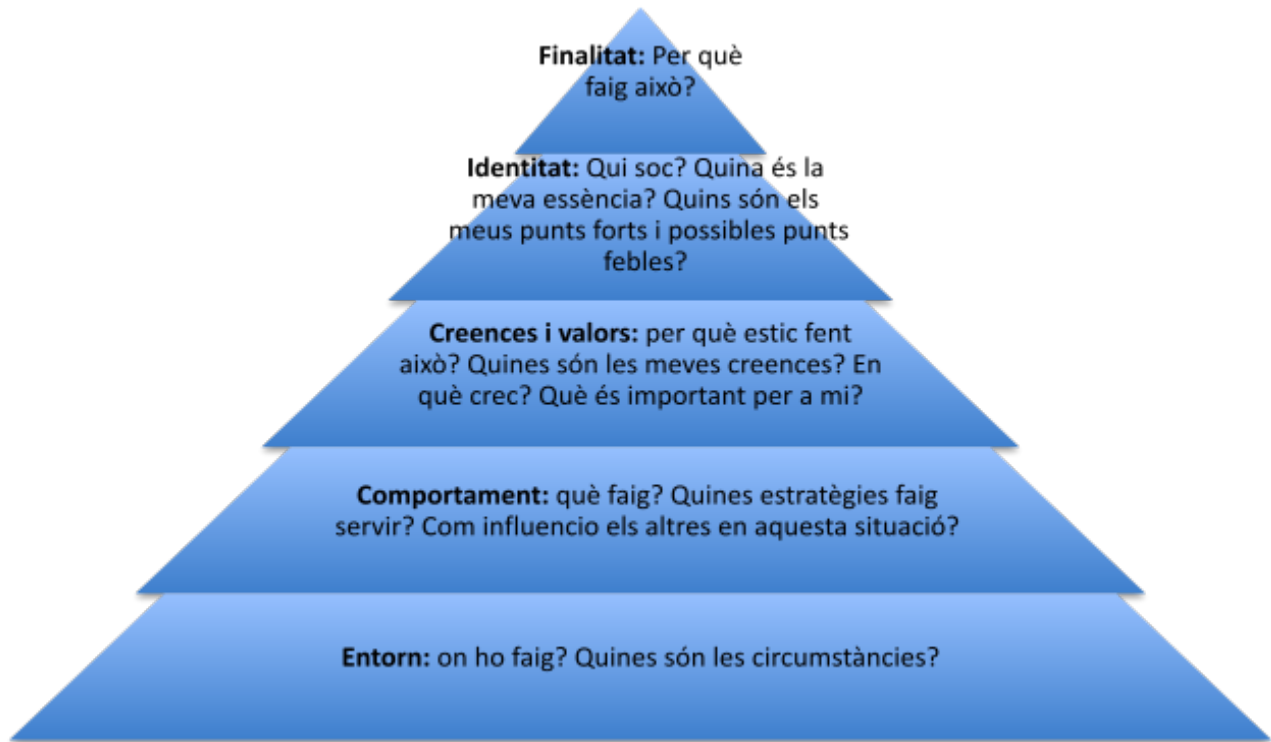 Finalitat: Per què
faig això?
Identitat: Qui soc? Quina és la
meva essència? Quins són els
meus punts forts i possibles punts
febles?
Creences i valors: per què estic fent
això? Quines són les meves creences? En
què crec? Què és important per a mi?
Comportament: què faig? Quines estratègies faig
servir? Com influencio els altres en aquesta situació?
Entorn: on ho faig? Quines són les circumstàncies?